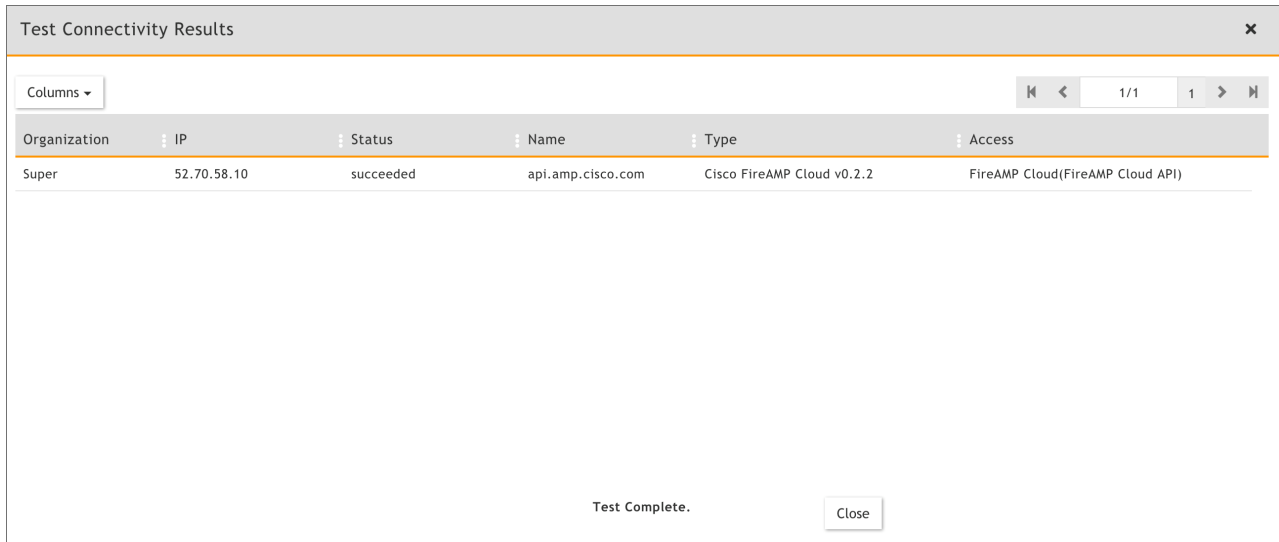 Test Connectivity Results
Columns
1/1 1
Organization IP Status Name Type Access
Super 52.70.58.10 succeeded api.amp.cisco.com Cisco FireAMP Cloud v0.2.2 FireAMP Cloud(FireAMP Cloud API)
Test Complete. Close